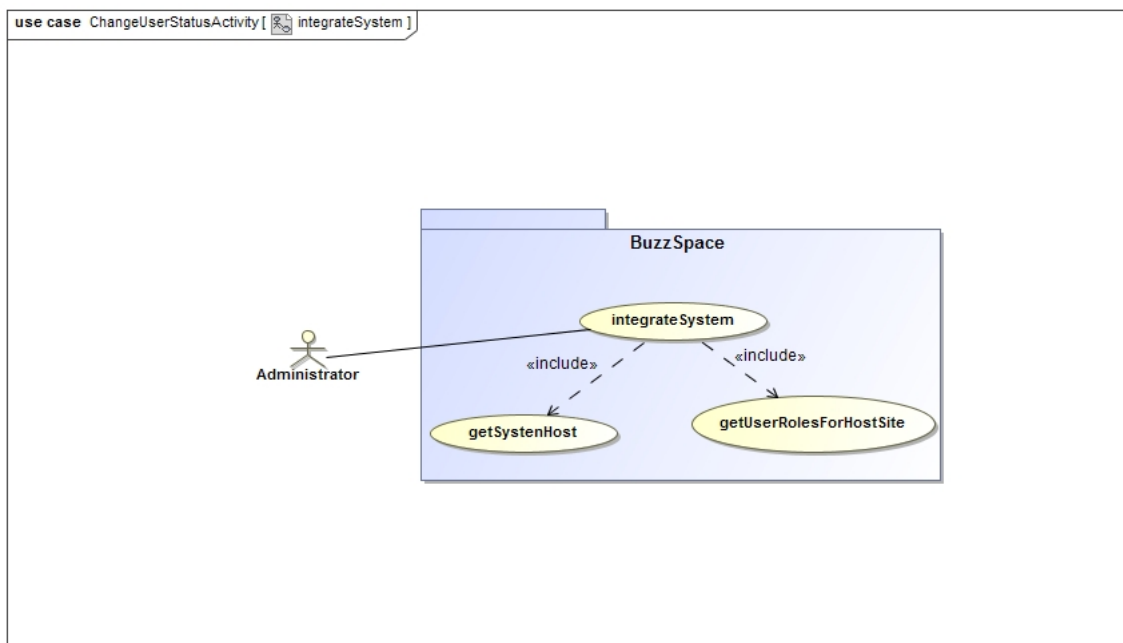 use case ChangeUserStatusActivity [ integrateSystem ]
BuzzSpace
integrateSystem
Administrator
«include»
«include»
getSystenHost
getUserRolesForHostSite